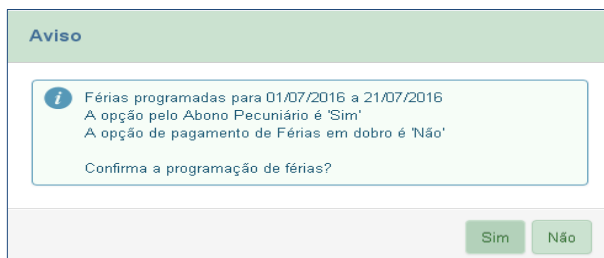 Aviso
Férias programadas para 01/07/2016 a 21/07/2016
A opção pelo Abono Pecuniário é 'Sim'
A opção de pagamento de Férias em dobro é 'Não'
Confirma a programação de férias?
Sim Não